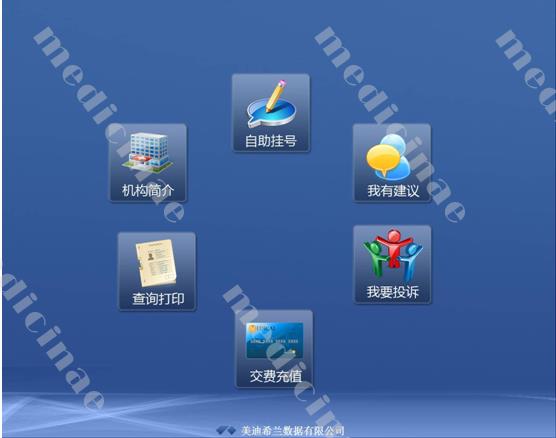 自助挂号
机构简介
我有建议
查询打印
我要投诉
交费充值
美迪希兰数据有限公司
medicinae
medicinae
medicinae
medicinae
medicinae